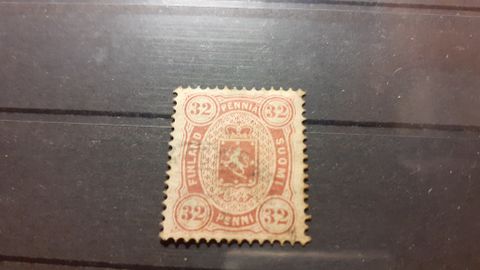 32 PENNIÄ 32
FINLAND
SUOMI.
32 PENNI 32